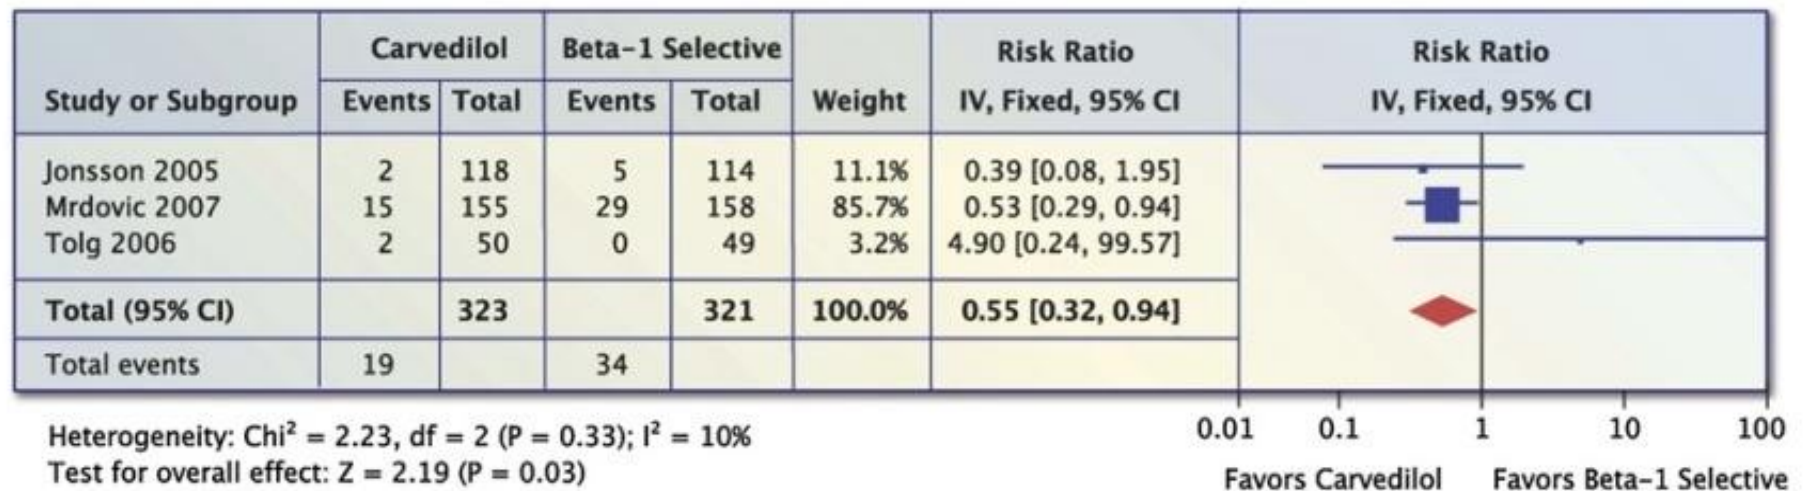 Carvedilol Beta-1 Selective Risk Ratio Risk Ratio
Study or Subgroup Events Total Events Total Weight IV, Fixed, 95% CI IV, Fixed, 95% CI
Jonsson 2005 2 118 5 114 11.1% 0.39 [0.08, 1.95]
Mrdovic 2007 15 155 29 158 85.7% 0.53 [0.29, 0.94]
Tolg 2006 2 50 0 49 3.2% 4.90 [0.24, 99.57]
Total (95% CI) 323 321 100.0% 0.55 [0.32, 0.94]
Total events 19 34
0.01 0.1 1 10 100
Favors Carvedilol Favors Beta-1 Selective
Heterogeneity: Chi² = 2.23, df = 2 (P = 0.33); I² = 10%
Test for overall effect: Z = 2.19 (P = 0.03)